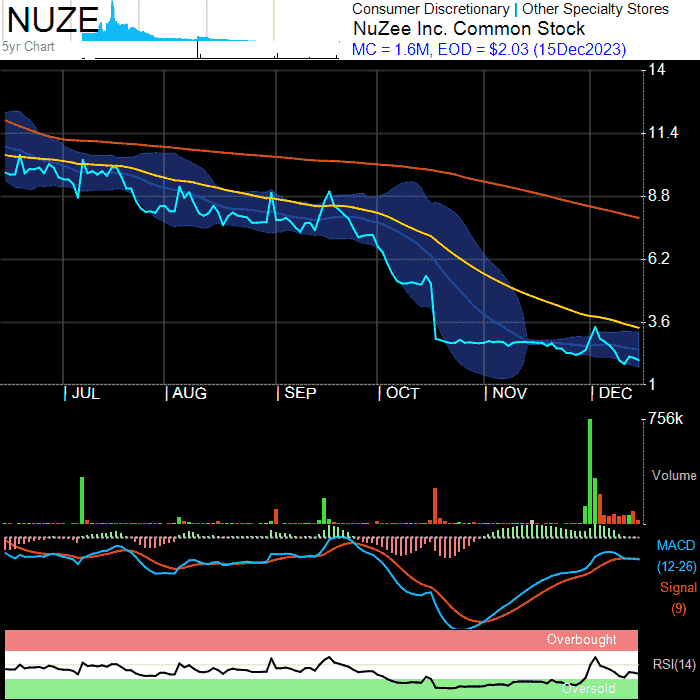 NUZE
5yr Chart
Consumer Discretionary | Other Specialty Stores
NuZee Inc. Common Stock
MC = 1.6M, EOD = $2.03 (15Dec2023)
14
11.4
8.8
6.2
3.6
1
JUL
AUG
SEP
OCT
NOV
DEC
756k
Volume
MACD
(12-26)
Signal
(9)
Overbought
RSI(14)
Oversold